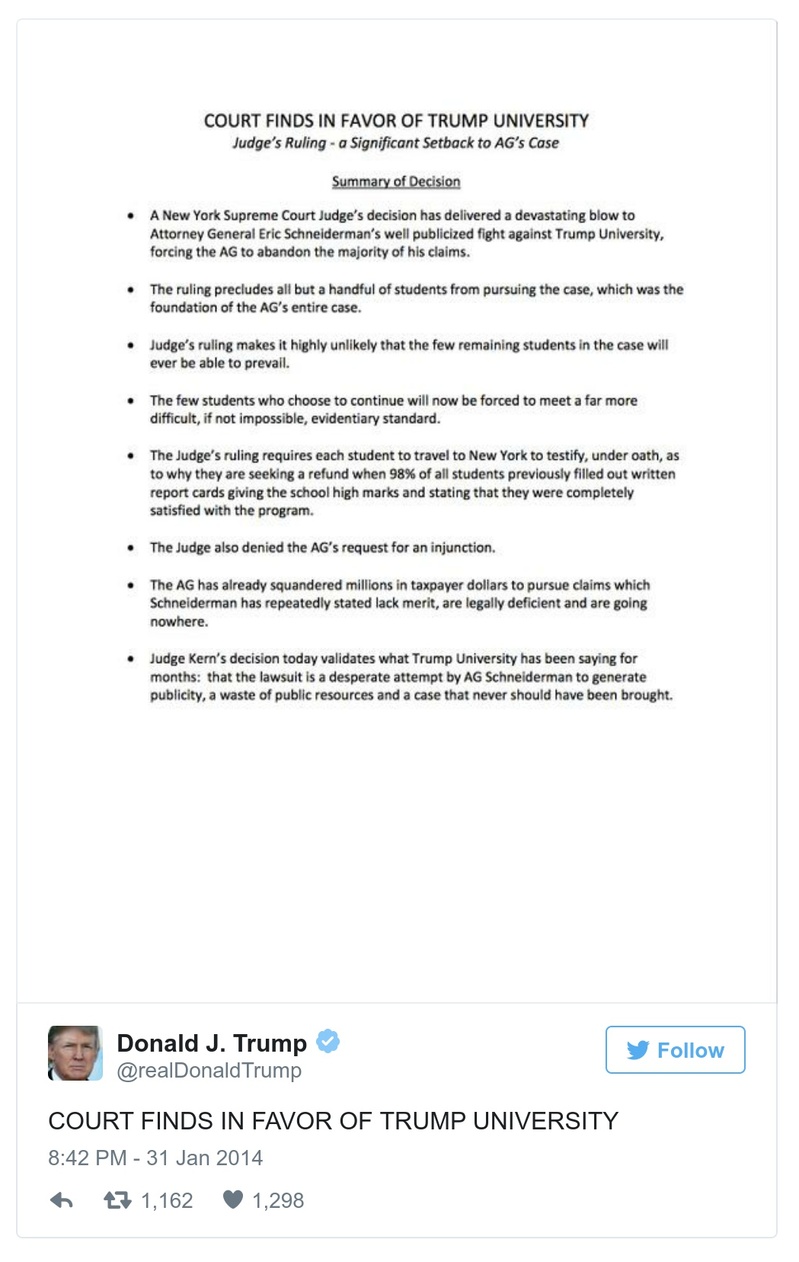 COURT FINDS IN FAVOR OF TRUMP UNIVERSITY
Judge's Ruling - a Significant Setback to AG's Case
Summary of Decision
• A New York Supreme Court Judge's decision has delivered a devastating blow to
Attorney General Eric Schneiderman's well publicized fight against Trump University,
forcing the AG to abandon the majority of his claims.
• The ruling precludes all but a handful of students from pursuing the case, which was the
foundation of the AG's entire case.
• Judge's ruling makes it highly unlikely that the few remaining students in the case will
ever be able to prevail.
• The few students who choose to continue will now be forced to meet a far more
difficult, if not impossible, evidentiary standard.
• The Judge's ruling requires each student to travel to New York to testify, under oath, as
to why they are seeking a refund when 98% of all students previously filled out written
report cards giving the school high marks and stating that they were completely
satisfied with the program.
• The Judge also denied the AG's request for an injunction.
• The AG has already squandered millions in taxpayer dollars to pursue claims which
Schneiderman has repeatedly stated lack merit, are legally deficient and are going
nowhere.
• Judge Kern's decision today validates what Trump University has been saying for
months: that the lawsuit is a desperate attempt by AG Schneiderman to generate
publicity, a waste of public resources and a case that never should have been brought.
Donald J. Trump
@realDonaldTrump
Follow
COURT FINDS IN FAVOR OF TRUMP UNIVERSITY
8:42 PM - 31 Jan 2014
1,162 1,298